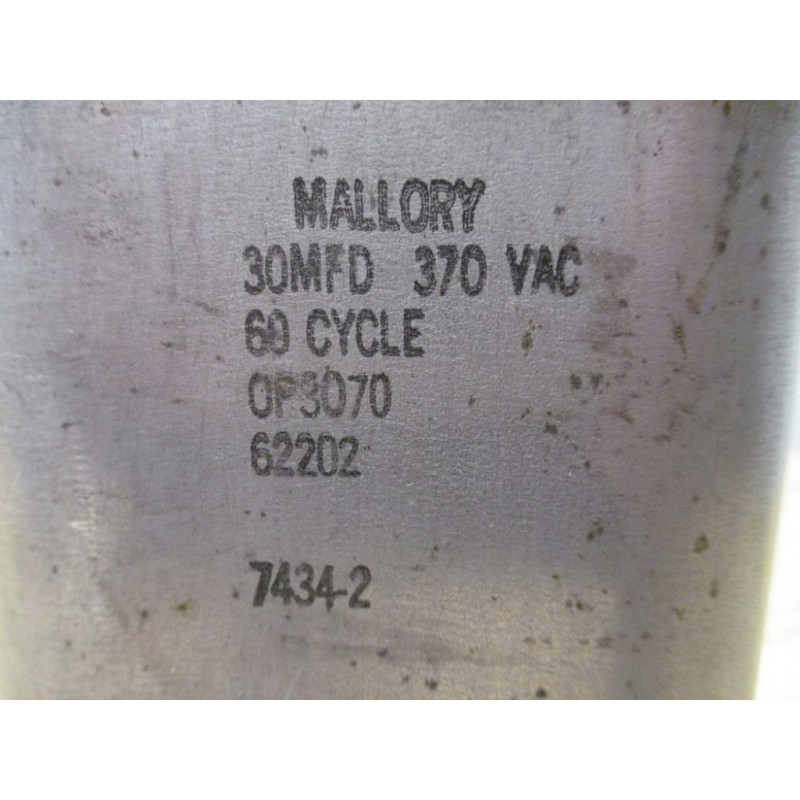 MALLORY
30MFD 370 VAC
60 CYCLE
OP3070
62202
7434-2